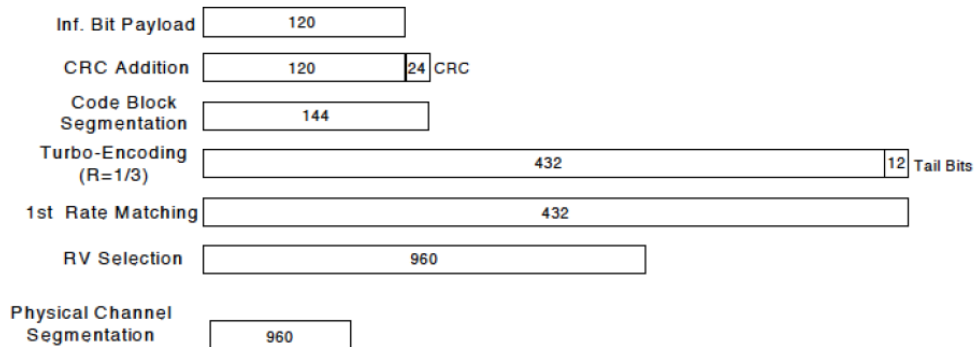 Inf. Bit Payload 120
CRC Addition 120 24 CRC
Code Block
Segmentation 144
Turbo-Encoding
(R=1/3) 432 12 Tail Bits
1st Rate Matching 432
RV Selection 960
Physical Channel
Segmentation 960